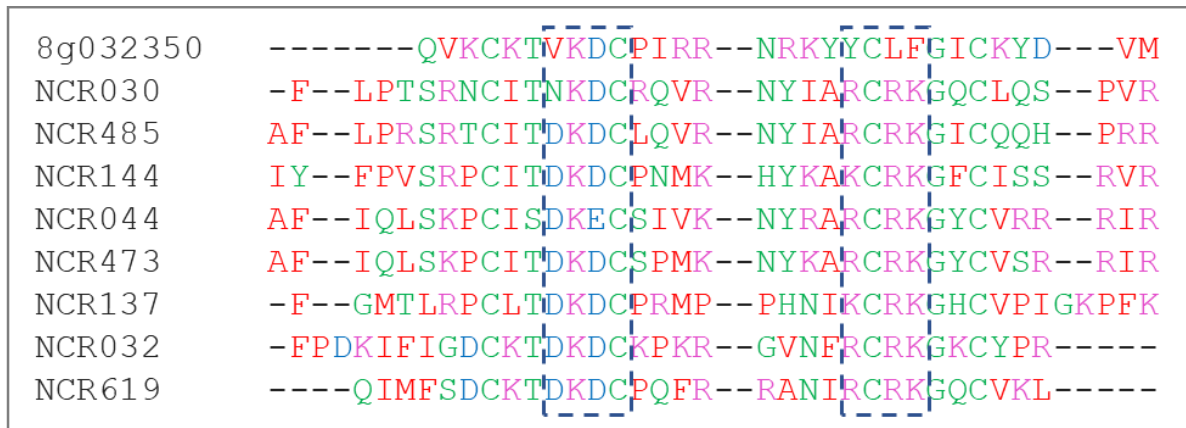 8g032350 -------QVKCKTVKDCPIRR--NRKYYCLFGICKYD---VM
NCR030 -F--LPTSRNCITNKDCRQVR--NYIARCRKGQCLQS--PVR
NCR485 AF--LPRSRTCITDKDCLQVR--NYIARCRKGICQQH--PRR
NCR144 IY--FPVSRPCITDKDCPNMK--HYKAKCRKGFCISS--RVR
NCR044 AF--IQLSKPCISDKECSIVK--NYRARCRKGYCVRR--RIR
NCR473 AF--IQLSKPCITDKDCSPMK--NYKARCRKGYCVSR--RIR
NCR137 -F--GMTLRPCLTDKDCPRMP--PHNIKCRKGHCVPIGKPFK
NCR032 -FPDKIFIGDCKTDKDCKPKR--GVNFRCRKGKCYPR-----
NCR619 ----QIMFSDCKTDKDCPQFR--RANIRCRKGQCVKL-----